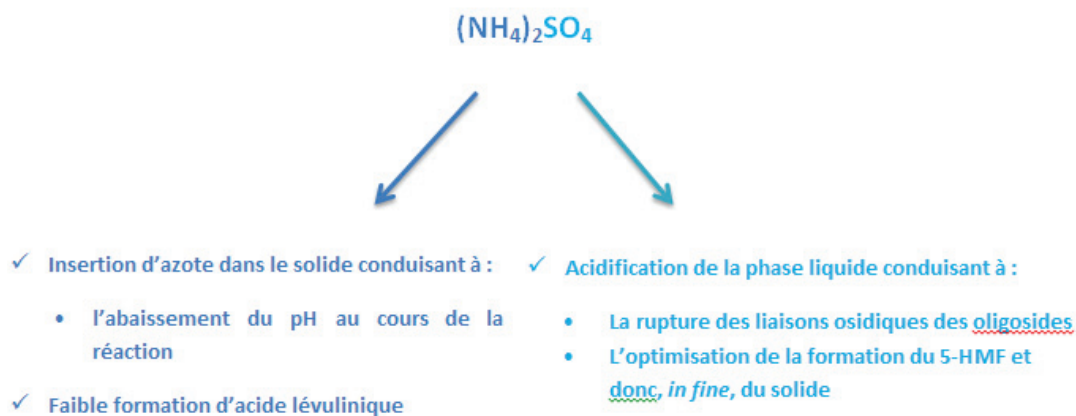 (NH₄)₂SO₄
✓ Insertion d'azote dans le solide conduisant à :
• l'abaissement du pH au cours de la
réaction
✓ Faible formation d'acide lévulinique
✓ Acidification de la phase liquide conduisant à :
• La rupture des liaisons osidiques des oligosides
• L'optimisation de la formation du 5-HMF et
donc, in fine, du solide